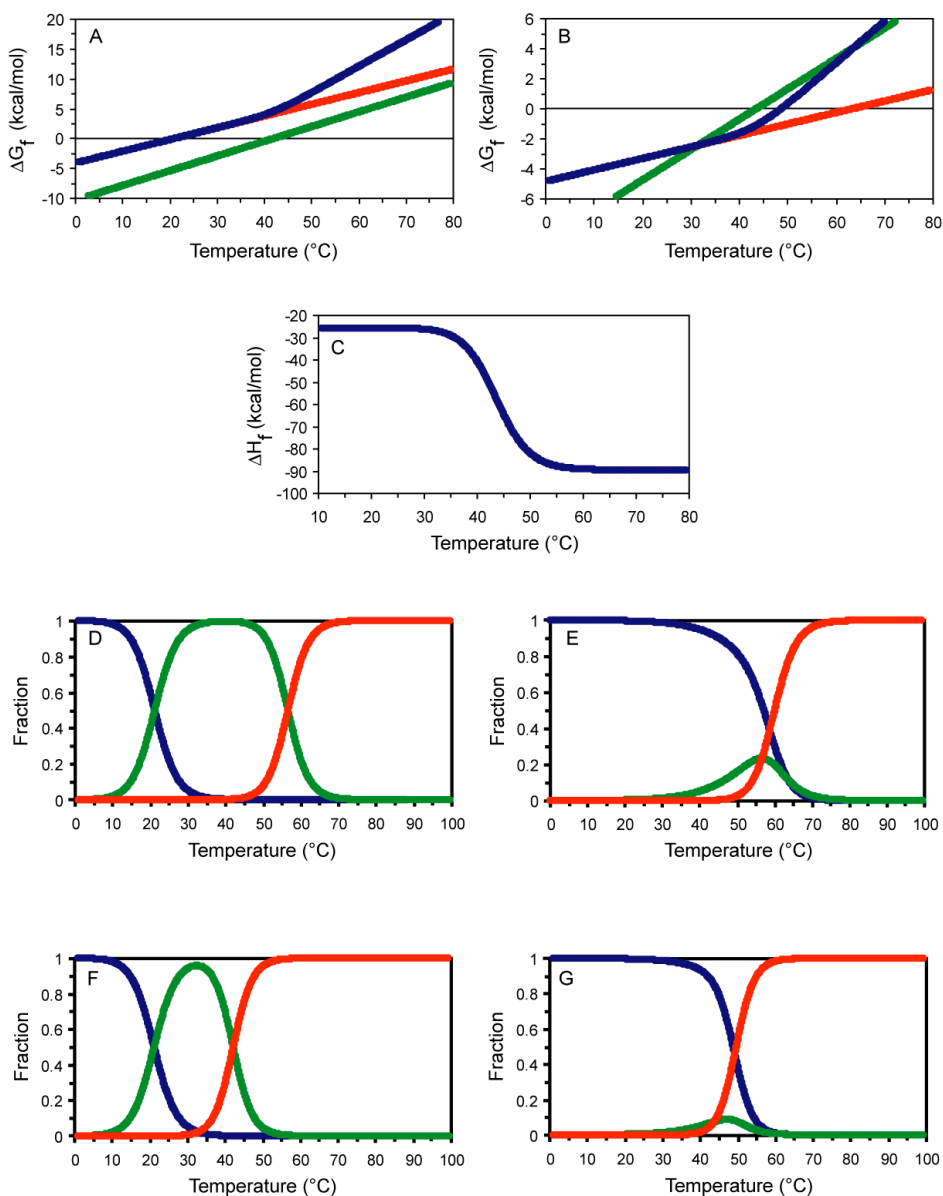 A
ΔGf (kcal/mol)
20
15
10
5
0
-5
-10
0 10 20 30 40 50 60 70 80
Temperature (°C)
B
ΔGf (kcal/mol)
6
4
2
0
-2
-4
-6
0 10 20 30 40 50 60 70 80
Temperature (°C)
C
ΔHf (kcal/mol)
-20
-30
-40
-50
-60
-70
-80
-90
-100
10 20 30 40 50 60 70 80
Temperature (°C)
D
Fraction
1
0.8
0.6
0.4
0.2
0
0 10 20 30 40 50 60 70 80 90 100
Temperature (°C)
E
Fraction
1
0.8
0.6
0.4
0.2
0
0 10 20 30 40 50 60 70 80 90 100
Temperature (°C)
F
Fraction
1
0.8
0.6
0.4
0.2
0
0 10 20 30 40 50 60 70 80 90 100
Temperature (°C)
G
Fraction
1
0.8
0.6
0.4
0.2
0
0 10 20 30 40 50 60 70 80 90 100
Temperature (°C)